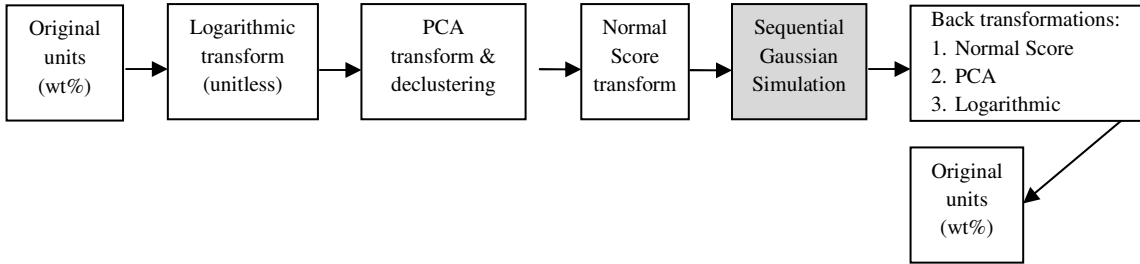 Original
units
(wt%)
Logarithmic
transform
(unitless)
PCA
transform &
declustering
Normal
Score
transform
Sequential
Gaussian
Simulation
Back transformations:
1. Normal Score
2. PCA
3. Logarithmic
Original
units
(wt%)